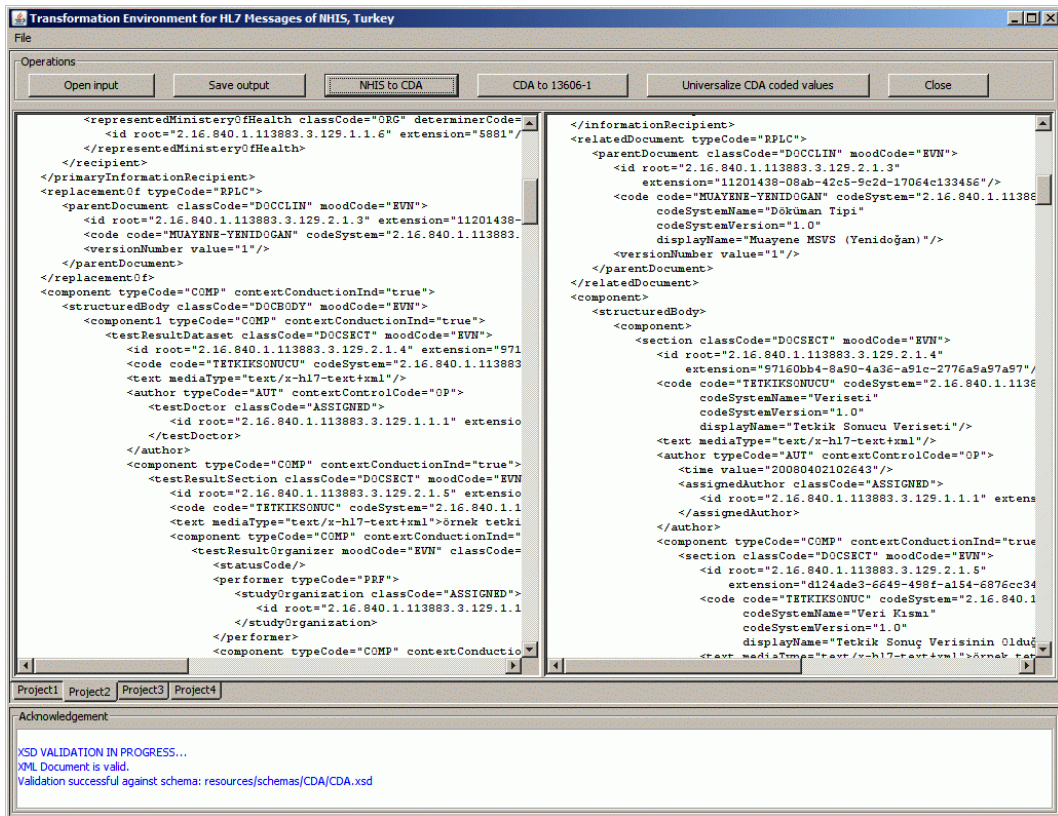 Transformation Environment for HL7 Messages of NHIS, Turkey
File
Operations
Open input
Save output
NHIS to CDA
CDA to 13606-1
Universalize CDA coded values
Close
<representedMinisteryOfHealth classCode="ORG" determinerCode=
<id root="2.16.840.1.113883.3.129.1.1.6" extension="5881"/
</representedMinisteryOfHealth>
</recipient>
</primaryInformationRecipient>
<replacementOf typeCode="RPLC">
<parentDocument classCode="DOCCLIN" moodCode="EVN">
<id root="2.16.840.1.113883.3.129.2.1.3" extension="11201438-
<code code="MUAYENE-YENIDOGAN" codeSystem="2.16.840.1.113883.
<versionNumber value="1"/>
</parentDocument>
</replacementOf>
<component typeCode="COMP" contextConductionInd="true">
<structuredBody classCode="DOCBODY" moodCode="EVN">
<component1 typeCode="COMP" contextConductionInd="true">
<testResultDataset classCode="DOCSECT" moodCode="EVN">
<id root="2.16.840.1.113883.3.129.2.1.4" extension="971
<code code="TETKIKSONUCU" codeSystem="2.16.840.1.113883
<text mediaType="text/x-hl7-text+xml"/>
<author typeCode="AUT" contextControlCode="OP">
<testDoctor classCode="ASSIGNED">
<id root="2.16.840.1.113883.3.129.1.1.1" extensio
</testDoctor>
</author>
<component typeCode="COMP" contextConductionInd="true">
<testResultSection classCode="DOCSECT" moodCode="EVN
<id root="2.16.840.1.113883.3.129.2.1.5" extensio
<code code="TETKIKSONUC" codeSystem="2.16.840.1.1
<text mediaType="text/x-hl7-text+xml">örnek tetki
<component typeCode="COMP" contextConductionInd="
<testResultOrganizer moodCode="EVN" classCode=
<statusCode/>
<performer typeCode="PRF">
<studyOrganization classCode="ASSIGNED">
<id root="2.16.840.1.113883.3.129.1.1
</studyOrganization>
</performer>
<component typeCode="COMP" contextConductio
</informationRecipient>
<relatedDocument typeCode="RPLC">
<parentDocument classCode="DOCCLIN" moodCode="EVN">
<id root="2.16.840.1.113883.3.129.2.1.3"
extension="11201438-08ab-42c5-9c2d-17064c133456"/>
<code code="MUAYENE-YENIDOGAN" codeSystem="2.16.840.1.11388
codeSystemName="Döküman Tipi"
codeSystemVersion="1.0"
displayName="Muayene MSVS (Yenidoğan)"/>
<versionNumber value="1"/>
</parentDocument>
</relatedDocument>
<component>
<structuredBody>
<component>
<section classCode="DOCSECT" moodCode="EVN">
<id root="2.16.840.1.113883.3.129.2.1.4"
extension="97160bb4-8a90-4a36-a91c-2776a9a97a97"/
<code code="TETKIKSONUCU" codeSystem="2.16.840.1.1138
codeSystemName="Veriseti"
codeSystemVersion="1.0"
displayName="Tetkik Sonucu Veriseti"/>
<text mediaType="text/x-hl7-text+xml"/>
<author typeCode="AUT" contextControlCode="OP">
<time value="20080402102643"/>
<assignedAuthor classCode="ASSIGNED">
<id root="2.16.840.1.113883.3.129.1.1.1" extens
</assignedAuthor>
</author>
<component typeCode="COMP" contextConductionInd="true
<section classCode="DOCSECT" moodCode="EVN">
<id root="2.16.840.1.113883.3.129.2.1.5"
extension="d124ade3-6649-498f-a154-6876cc34
<code code="TETKIKSONUC" codeSystem="2.16.840.1
codeSystemName="Veri Kısmı"
codeSystemVersion="1.0"
displayName="Tetkik Sonuç Verisinin Olduğ
<text mediaType="text/x-hl7-text+xml">örnek tet
Project1
Project2
Project3
Project4
Acknowledgement
XSD VALIDATION IN PROGRESS...
XML Document is valid.
Validation successful against schema: resources/schemas/CDA/CDA.xsd